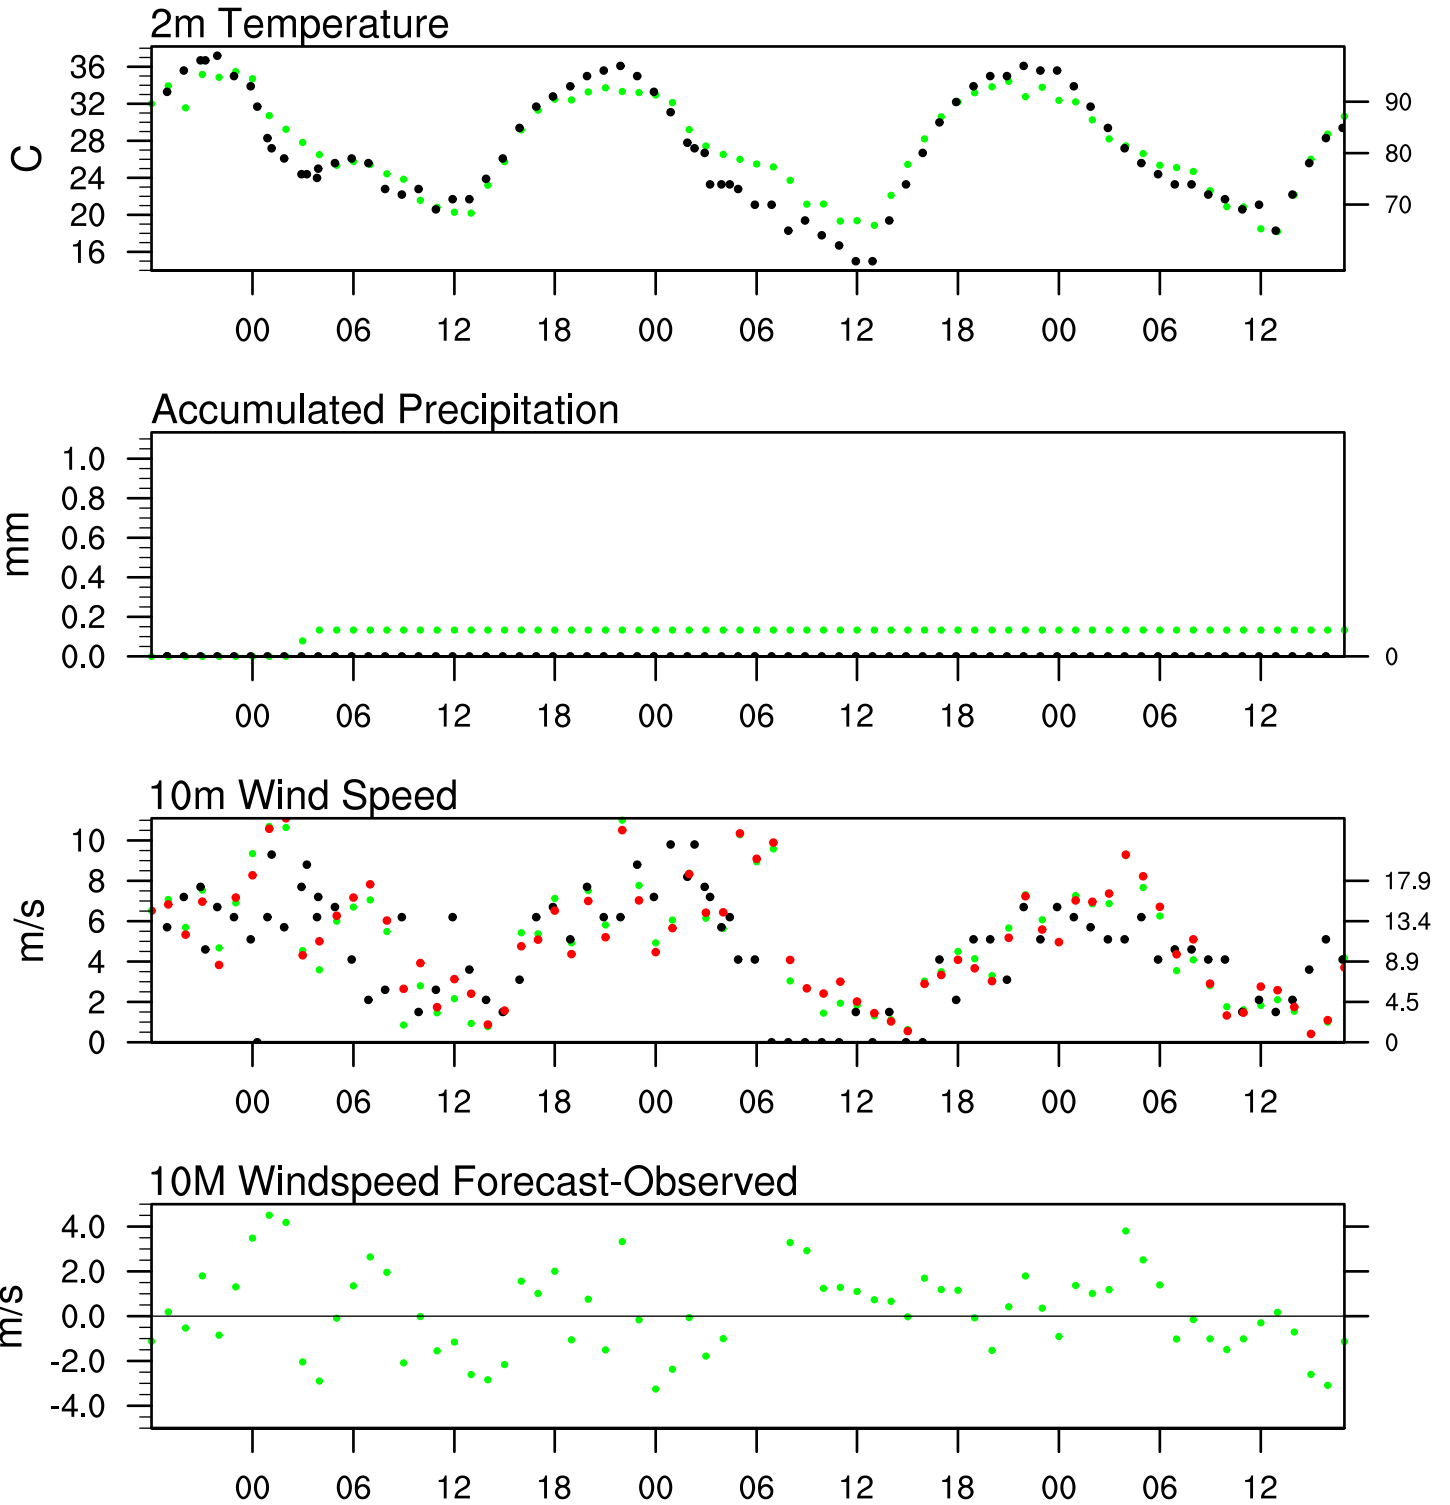 2m Temperature
36
32
28
24
20
16
C
90
80
70
00 06 12 18 00 06 12 18 00 06 12
Accumulated Precipitation
1.0
0.8
0.6
0.4
0.2
0.0
mm
0
00 06 12 18 00 06 12 18 00 06 12
10m Wind Speed
10
8
6
4
2
0
m/s
17.9
13.4
8.9
4.5
0
00 06 12 18 00 06 12 18 00 06 12
10M Windspeed Forecast-Observed
4.0
2.0
0.0
-2.0
-4.0
m/s
00 06 12 18 00 06 12 18 00 06 12